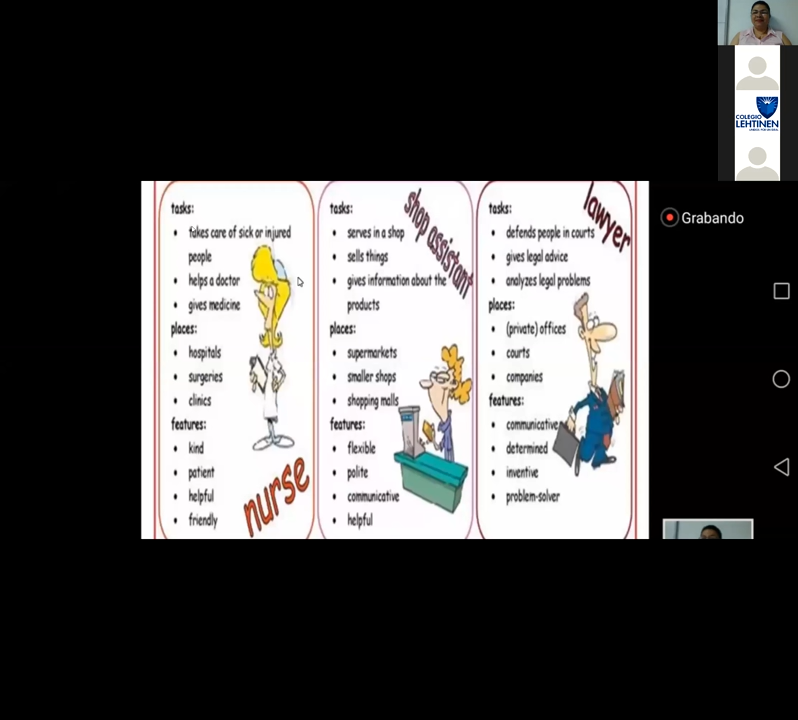 COLEGIO
LEHTINEN
Grabando
tasks:
takes care of sick or injured
people
helps a doctor
gives medicine
places:
hospitals
surgeries
clinics
features:
kind
patient
helpful
friendly
nurse
tasks:
serves in a shop
sells things
gives information about the
products
places:
supermarkets
smaller shops
shopping malls
features:
flexible
polite
communicative
helpful
shop assistant
tasks:
defends people in courts
gives legal advice
analyzes legal problems
places:
(private) offices
courts
companies
features:
communicative
determined
inventive
problem-solver
lawyer